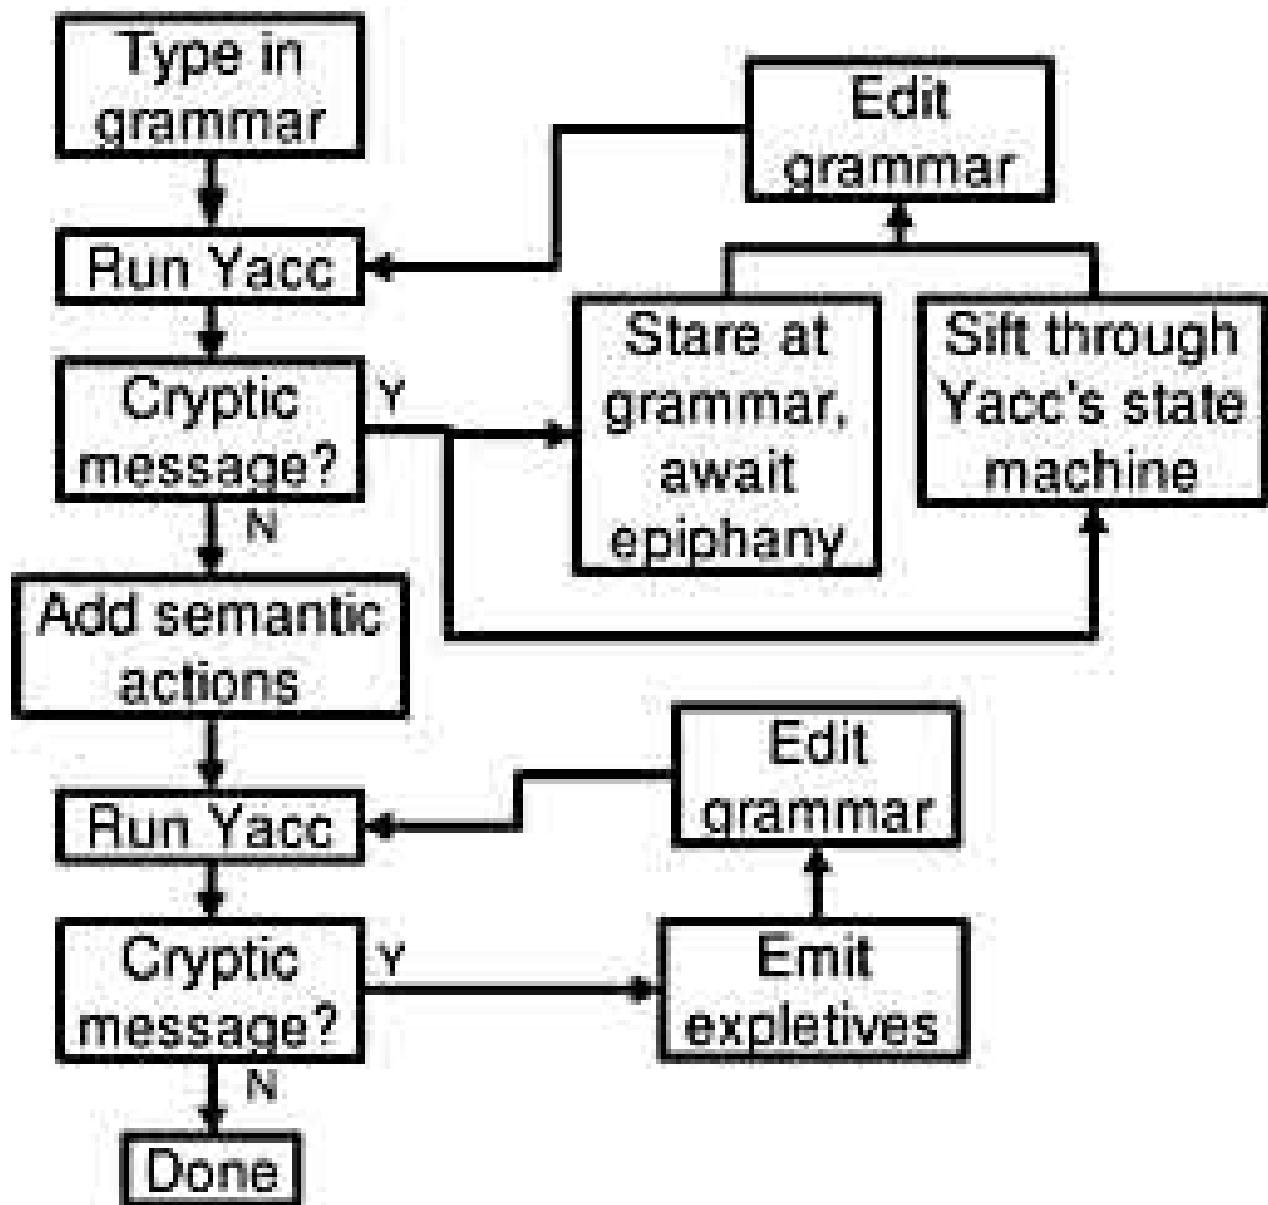 Type in
grammar
Edit
grammar
Run Yacc
Cryptic
message?
Y
N
Stare at
grammar,
await
epiphany
Sift through
Yacc's state
machine
Add semantic
actions
Edit
grammar
Run Yacc
Cryptic
message?
Y
N
Emit
expletives
Done